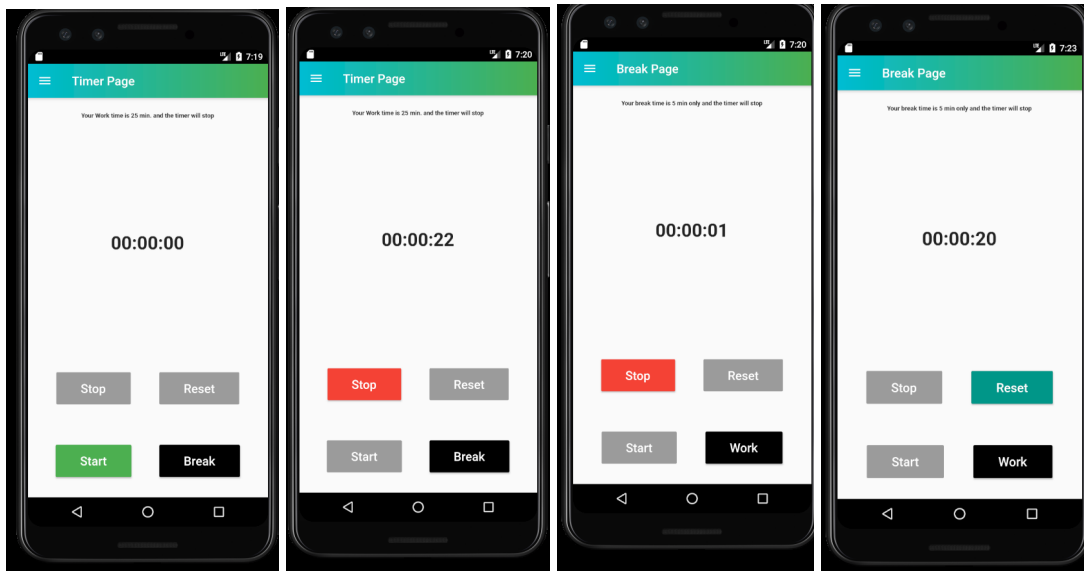 7:19
Timer Page
Your Work time is 25 min. and the timer will stop
00:00:00
Stop Reset
Start Break
7:20
Timer Page
Your Work time is 25 min. and the timer will stop
00:00:22
Stop Reset
Start Break
7:20
Break Page
Your break time is 5 min only and the timer will stop
00:00:01
Stop Reset
Start Work
7:23
Break Page
Your break time is 5 min only and the timer will stop
00:00:20
Stop Reset
Start Work